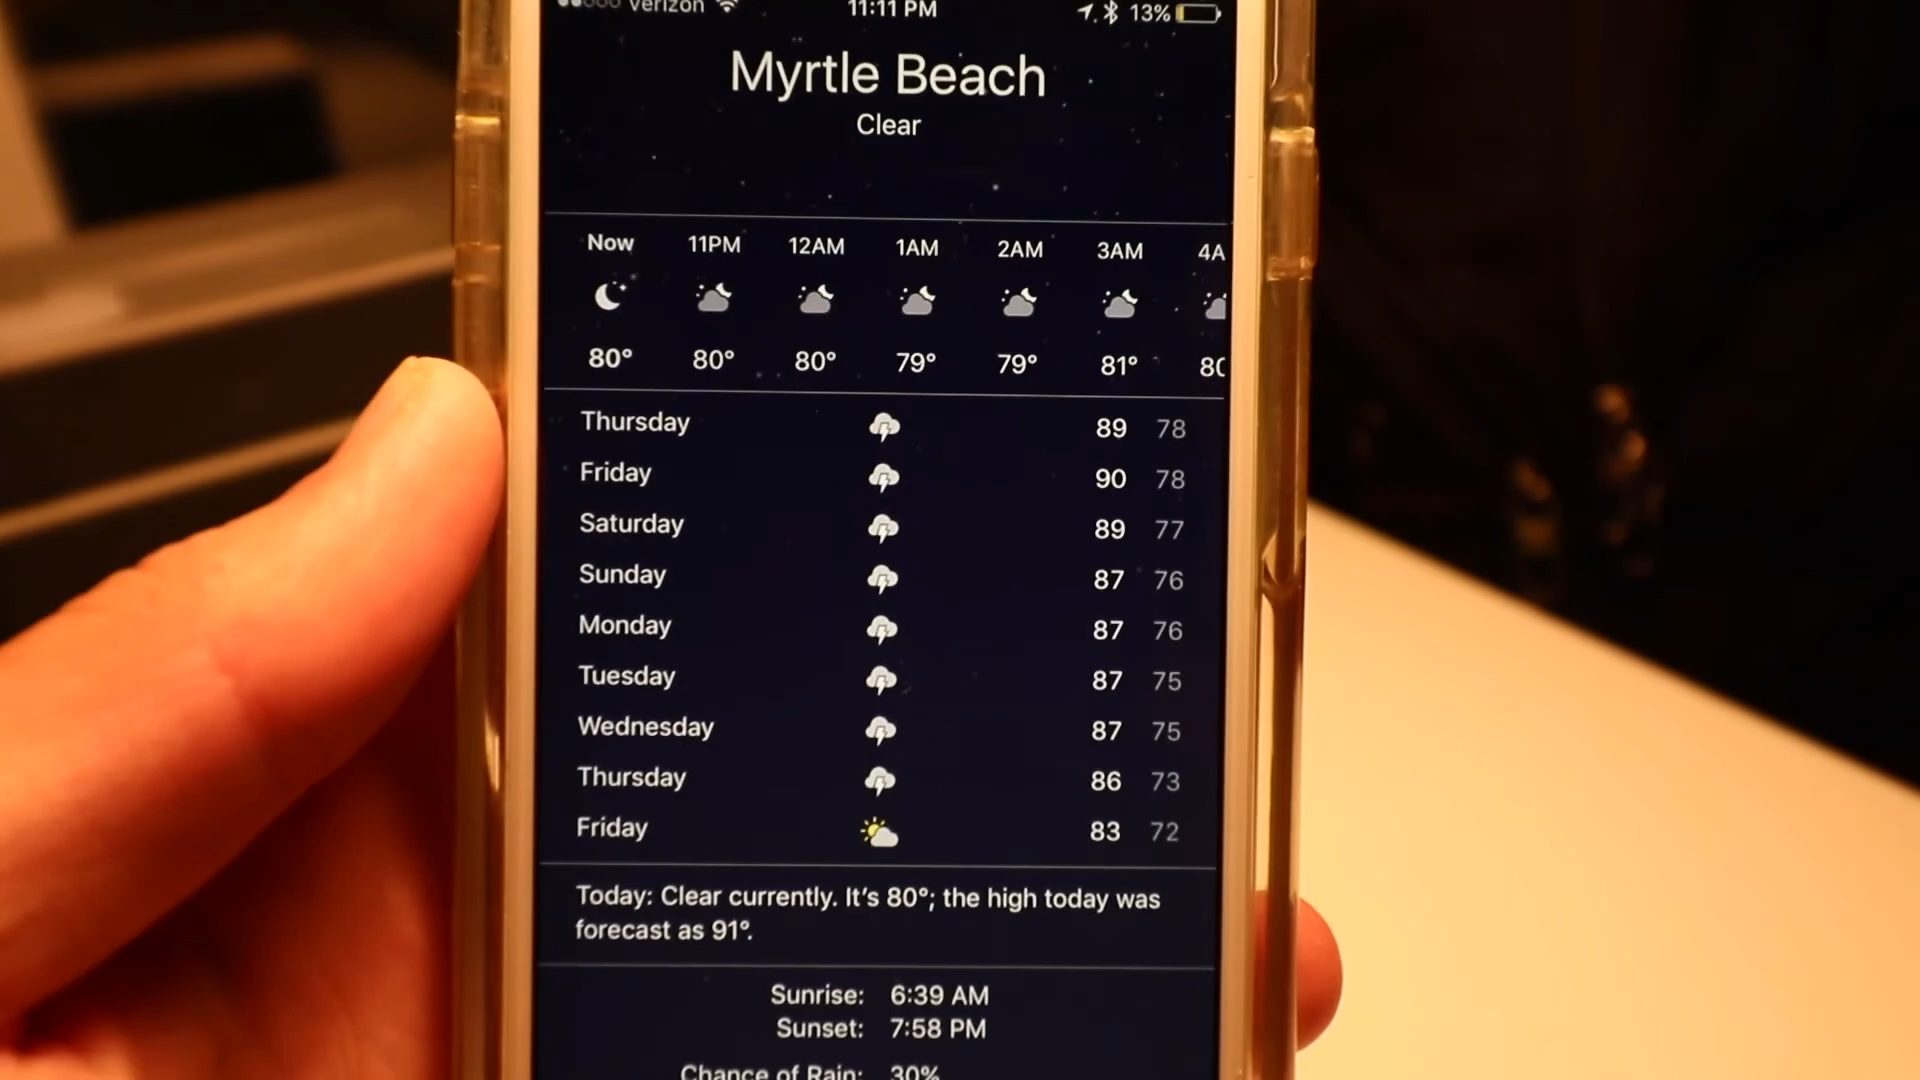 Verizon 11:11 PM 13%
Myrtle Beach
Clear
Now 11PM 12AM 1AM 2AM 3AM 4A
80° 80° 80° 79° 79° 81° 80
Thursday 89 78
Friday 90 78
Saturday 89 77
Sunday 87 76
Monday 87 76
Tuesday 87 75
Wednesday 87 75
Thursday 86 73
Friday 83 72
Today: Clear currently. It's 80°; the high today was
forecast as 91°.
Sunrise: 6:39 AM
Sunset: 7:58 PM
Chance of Rain: 30%